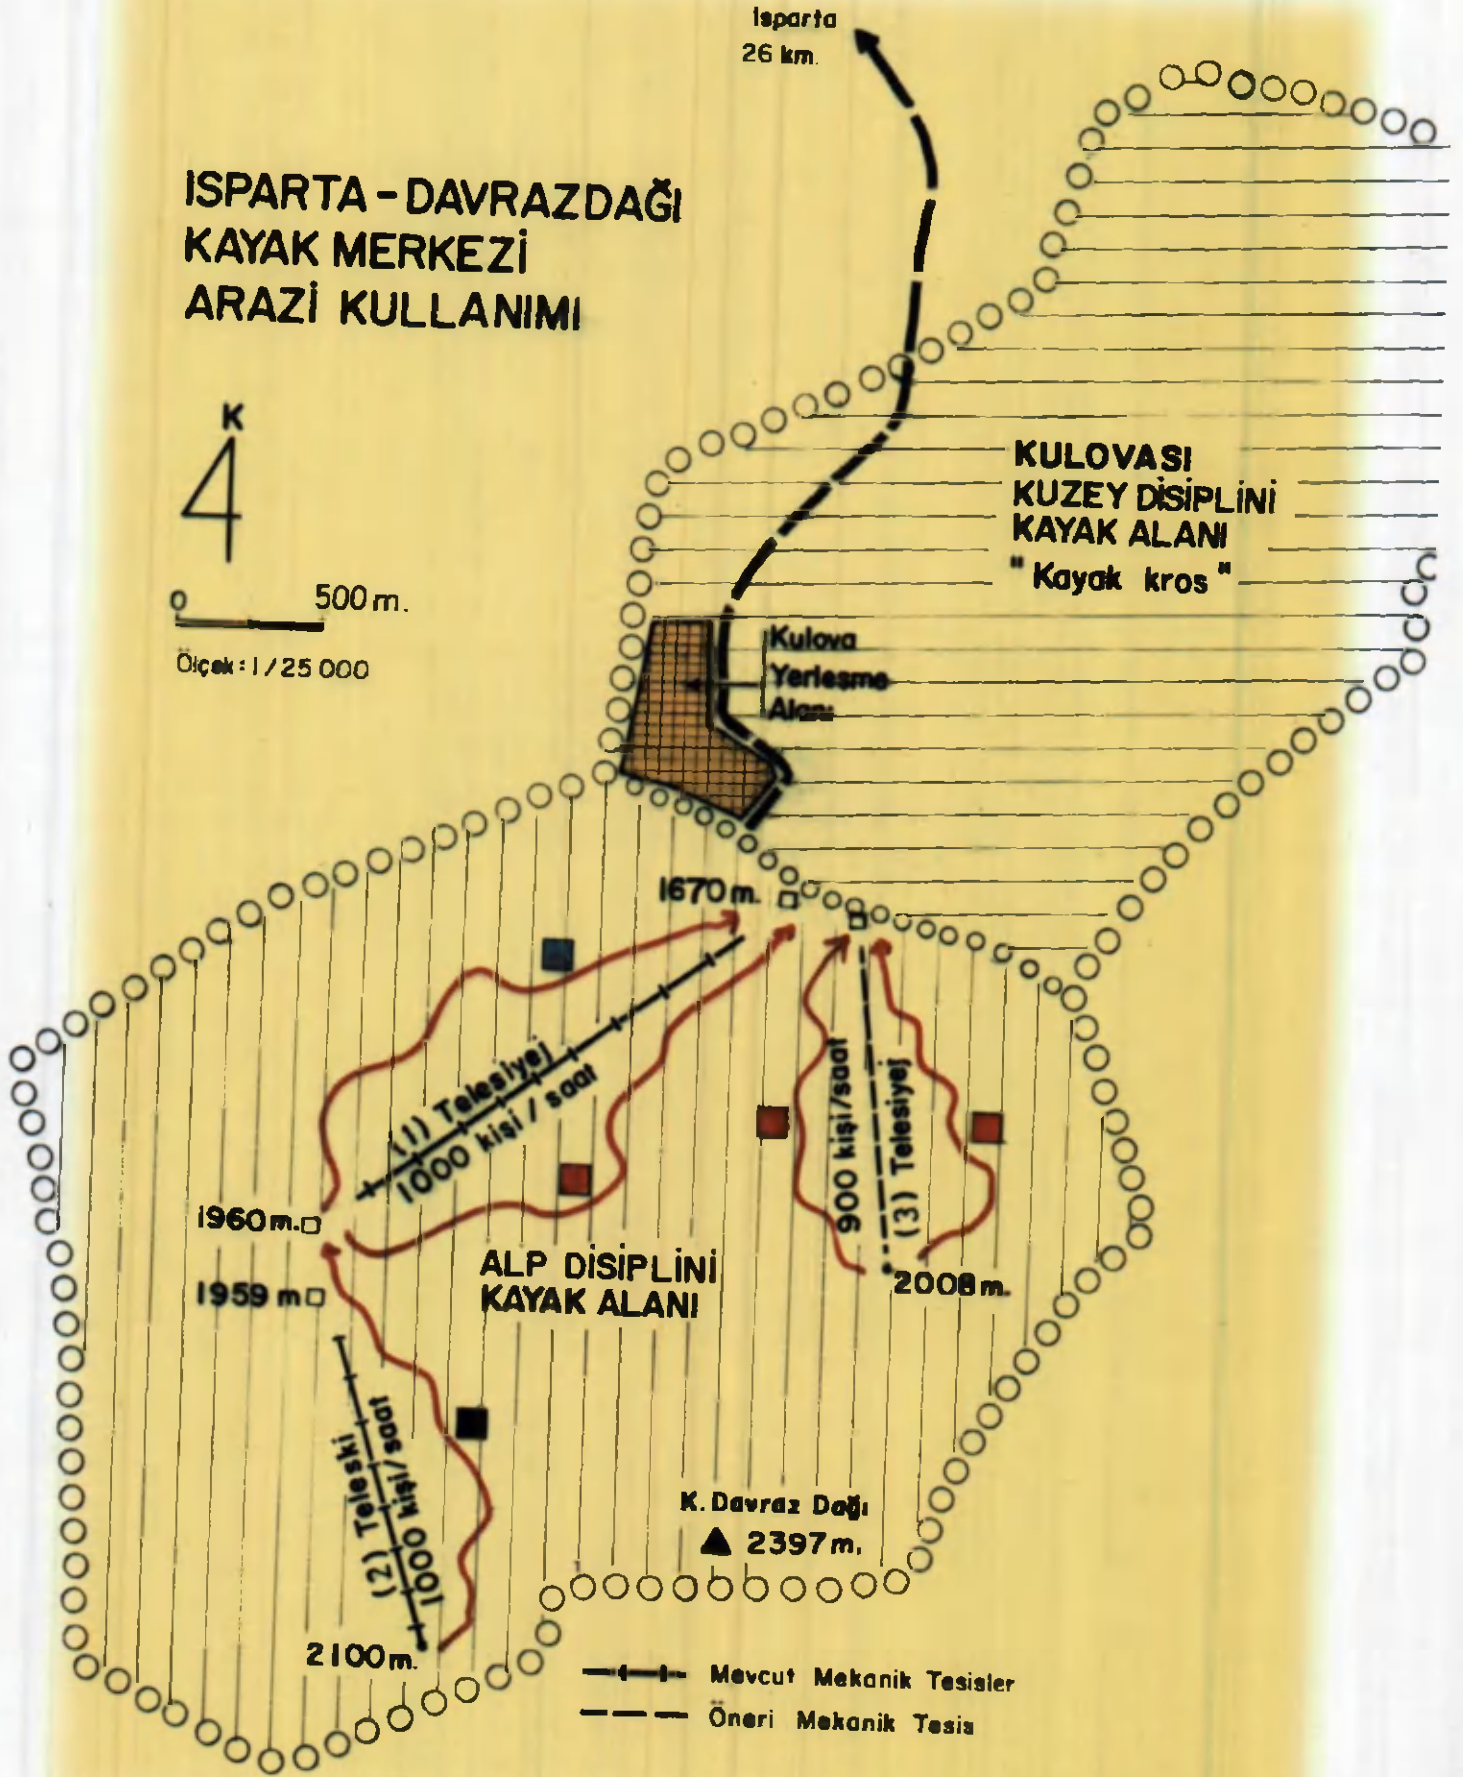 Isparta
26 km.
ISPARTA-DAVRAZDAĞI
KAYAK MERKEZİ
ARAZİ KULLANIMI
K
0 500 m.
Ölçek: 1/25 000
KULOVASI
KUZEY DİSİPLİNİ
KAYAK ALANI
"Kayak kros"
Kulova
Yerleşme
Alanı
1670 m.
(1) Telesiyej
1000 kişi / saat
900 kişi/saat
(3) Telesiyej
1960 m.
1959 m
ALP DİSİPLİNİ
KAYAK ALANI
2008 m.
(2) Teleski
1000 kişi/saat
K. Davraz Dağı
2397 m.
2100 m.
Mevcut Mekanik Tesisler
Öneri Mekanik Tesis